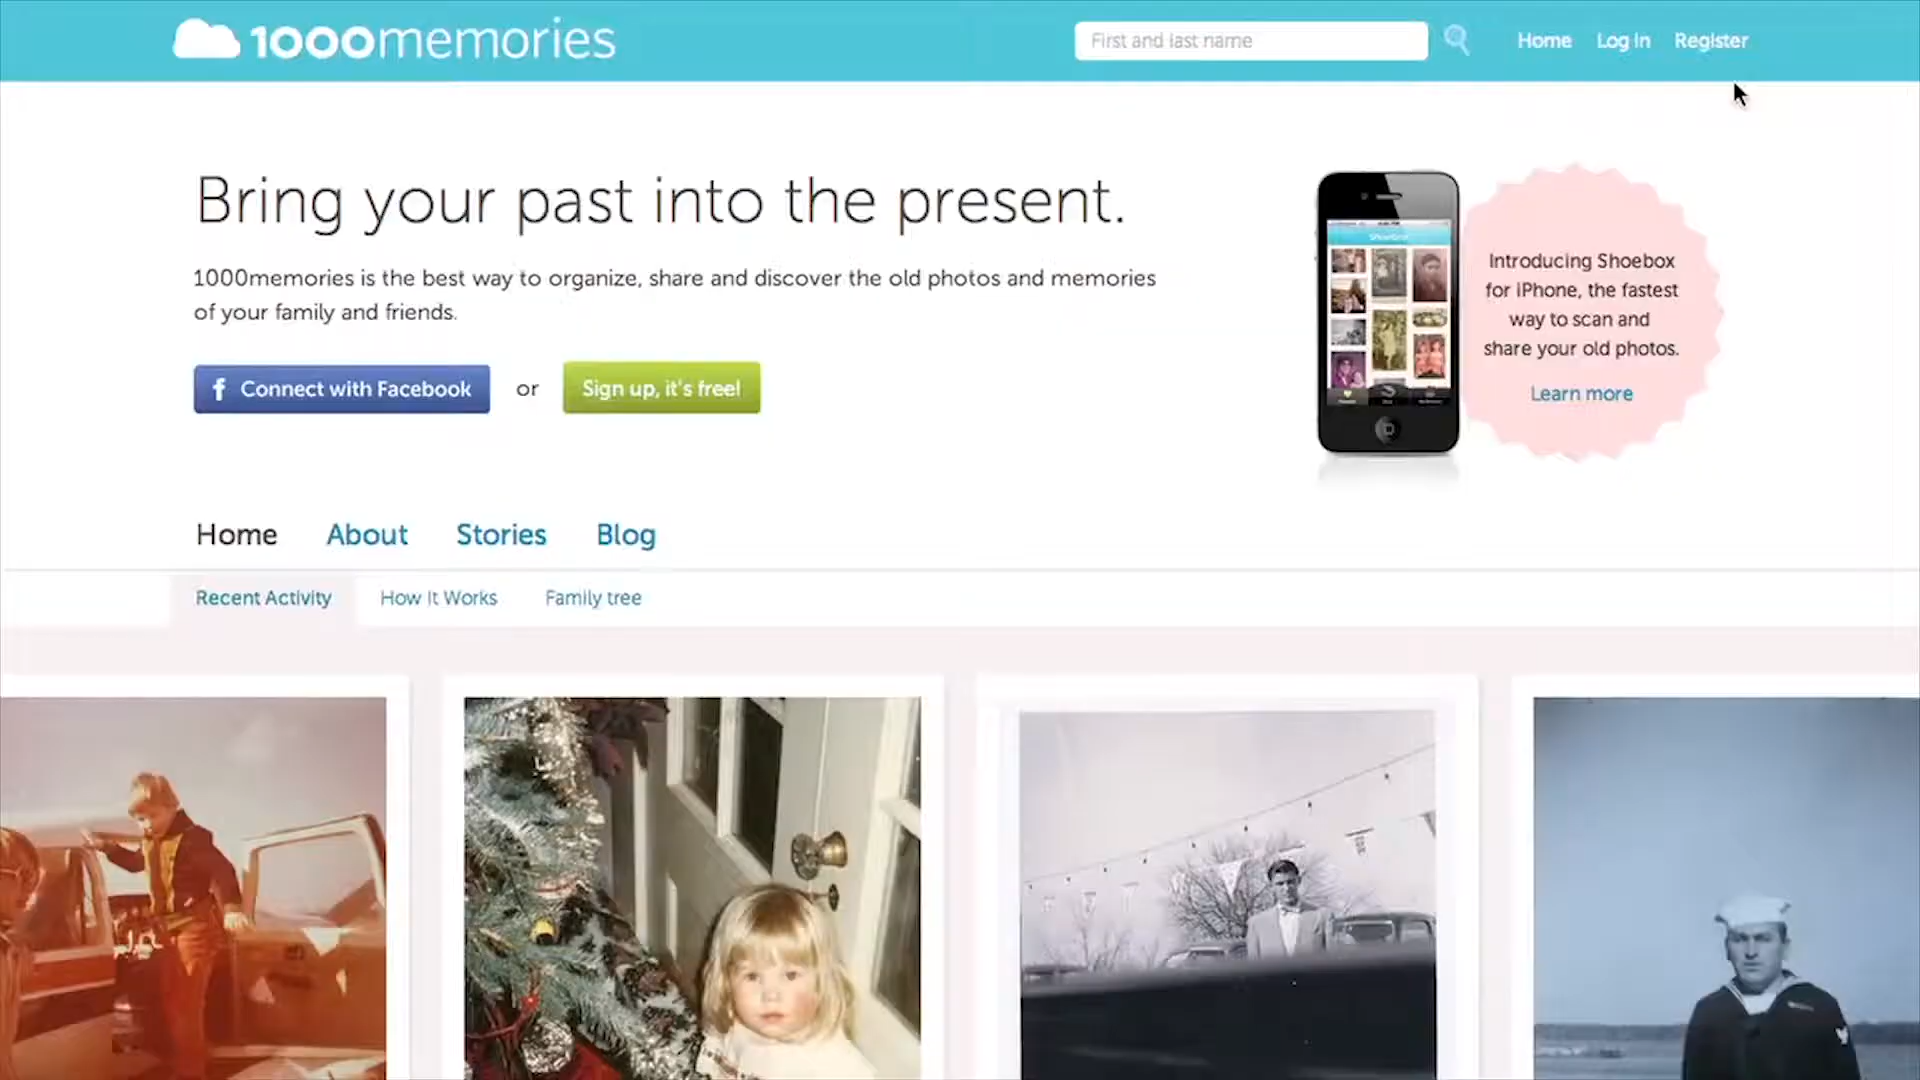 1000memories
First and last name
Home Log In Register
Bring your past into the present.
1000memories is the best way to organize, share and discover the old photos and memories
of your family and friends.
f Connect with Facebook or Sign up, it's free!
Shoebox
Introducing Shoebox
for iPhone, the fastest
way to scan and
share your old photos.
Learn more
Home About Stories Blog
Recent Activity How It Works Family tree